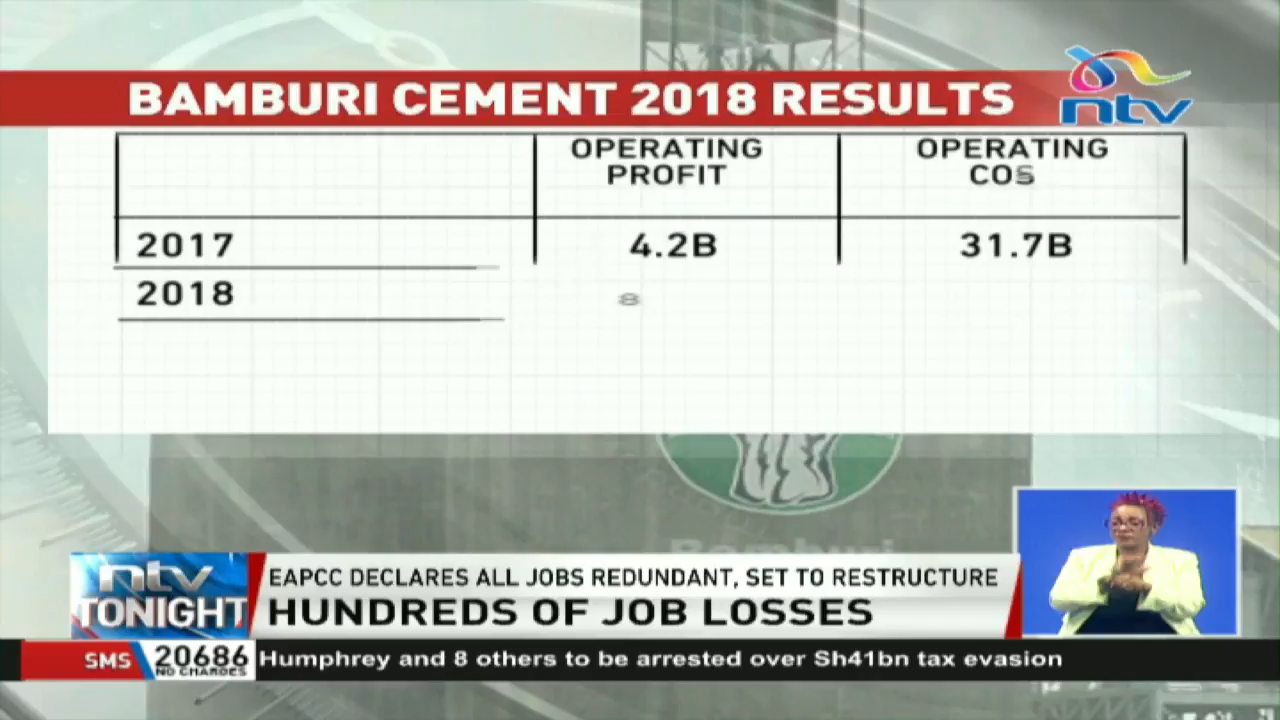 BAMBURI CEMENT 2018 RESULTS
ntv
OPERATING PROFIT
OPERATING COS
2017 4.2B 31.7B
2018 8
ntv
TONIGHT
EAPCC DECLARES ALL JOBS REDUNDANT, SET TO RESTRUCTURE
HUNDREDS OF JOB LOSSES
SMS 20686
NO CHARGES
Humphrey and 8 others to be arrested over Sh41bn tax evasion